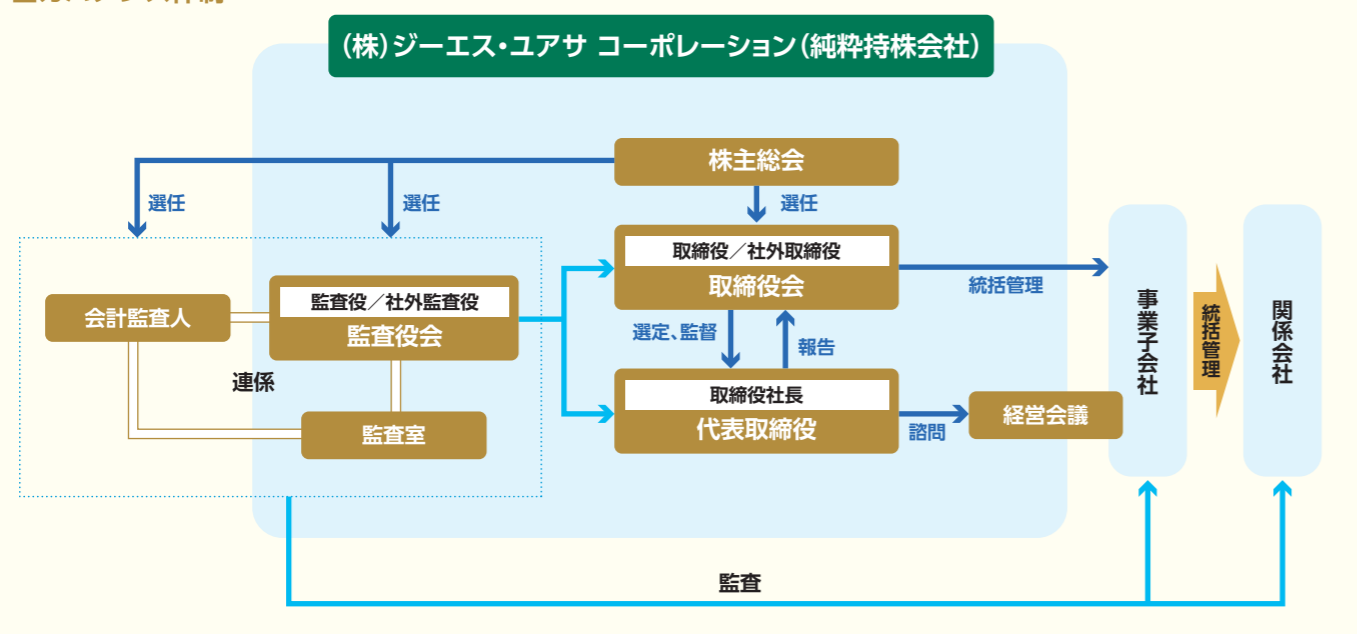 (株)ジーエス・ユアサ コーポレーション(純粋持株会社)
株主総会
選任
選任
選任
取締役／社外取締役
取締役会
統括管理
会計監査人
監査役／社外監査役
監査役会
選定、監督
報告
連係
監査室
取締役社長
代表取締役
諮問
経営会議
事業子会社
統括管理
関係会社
監査